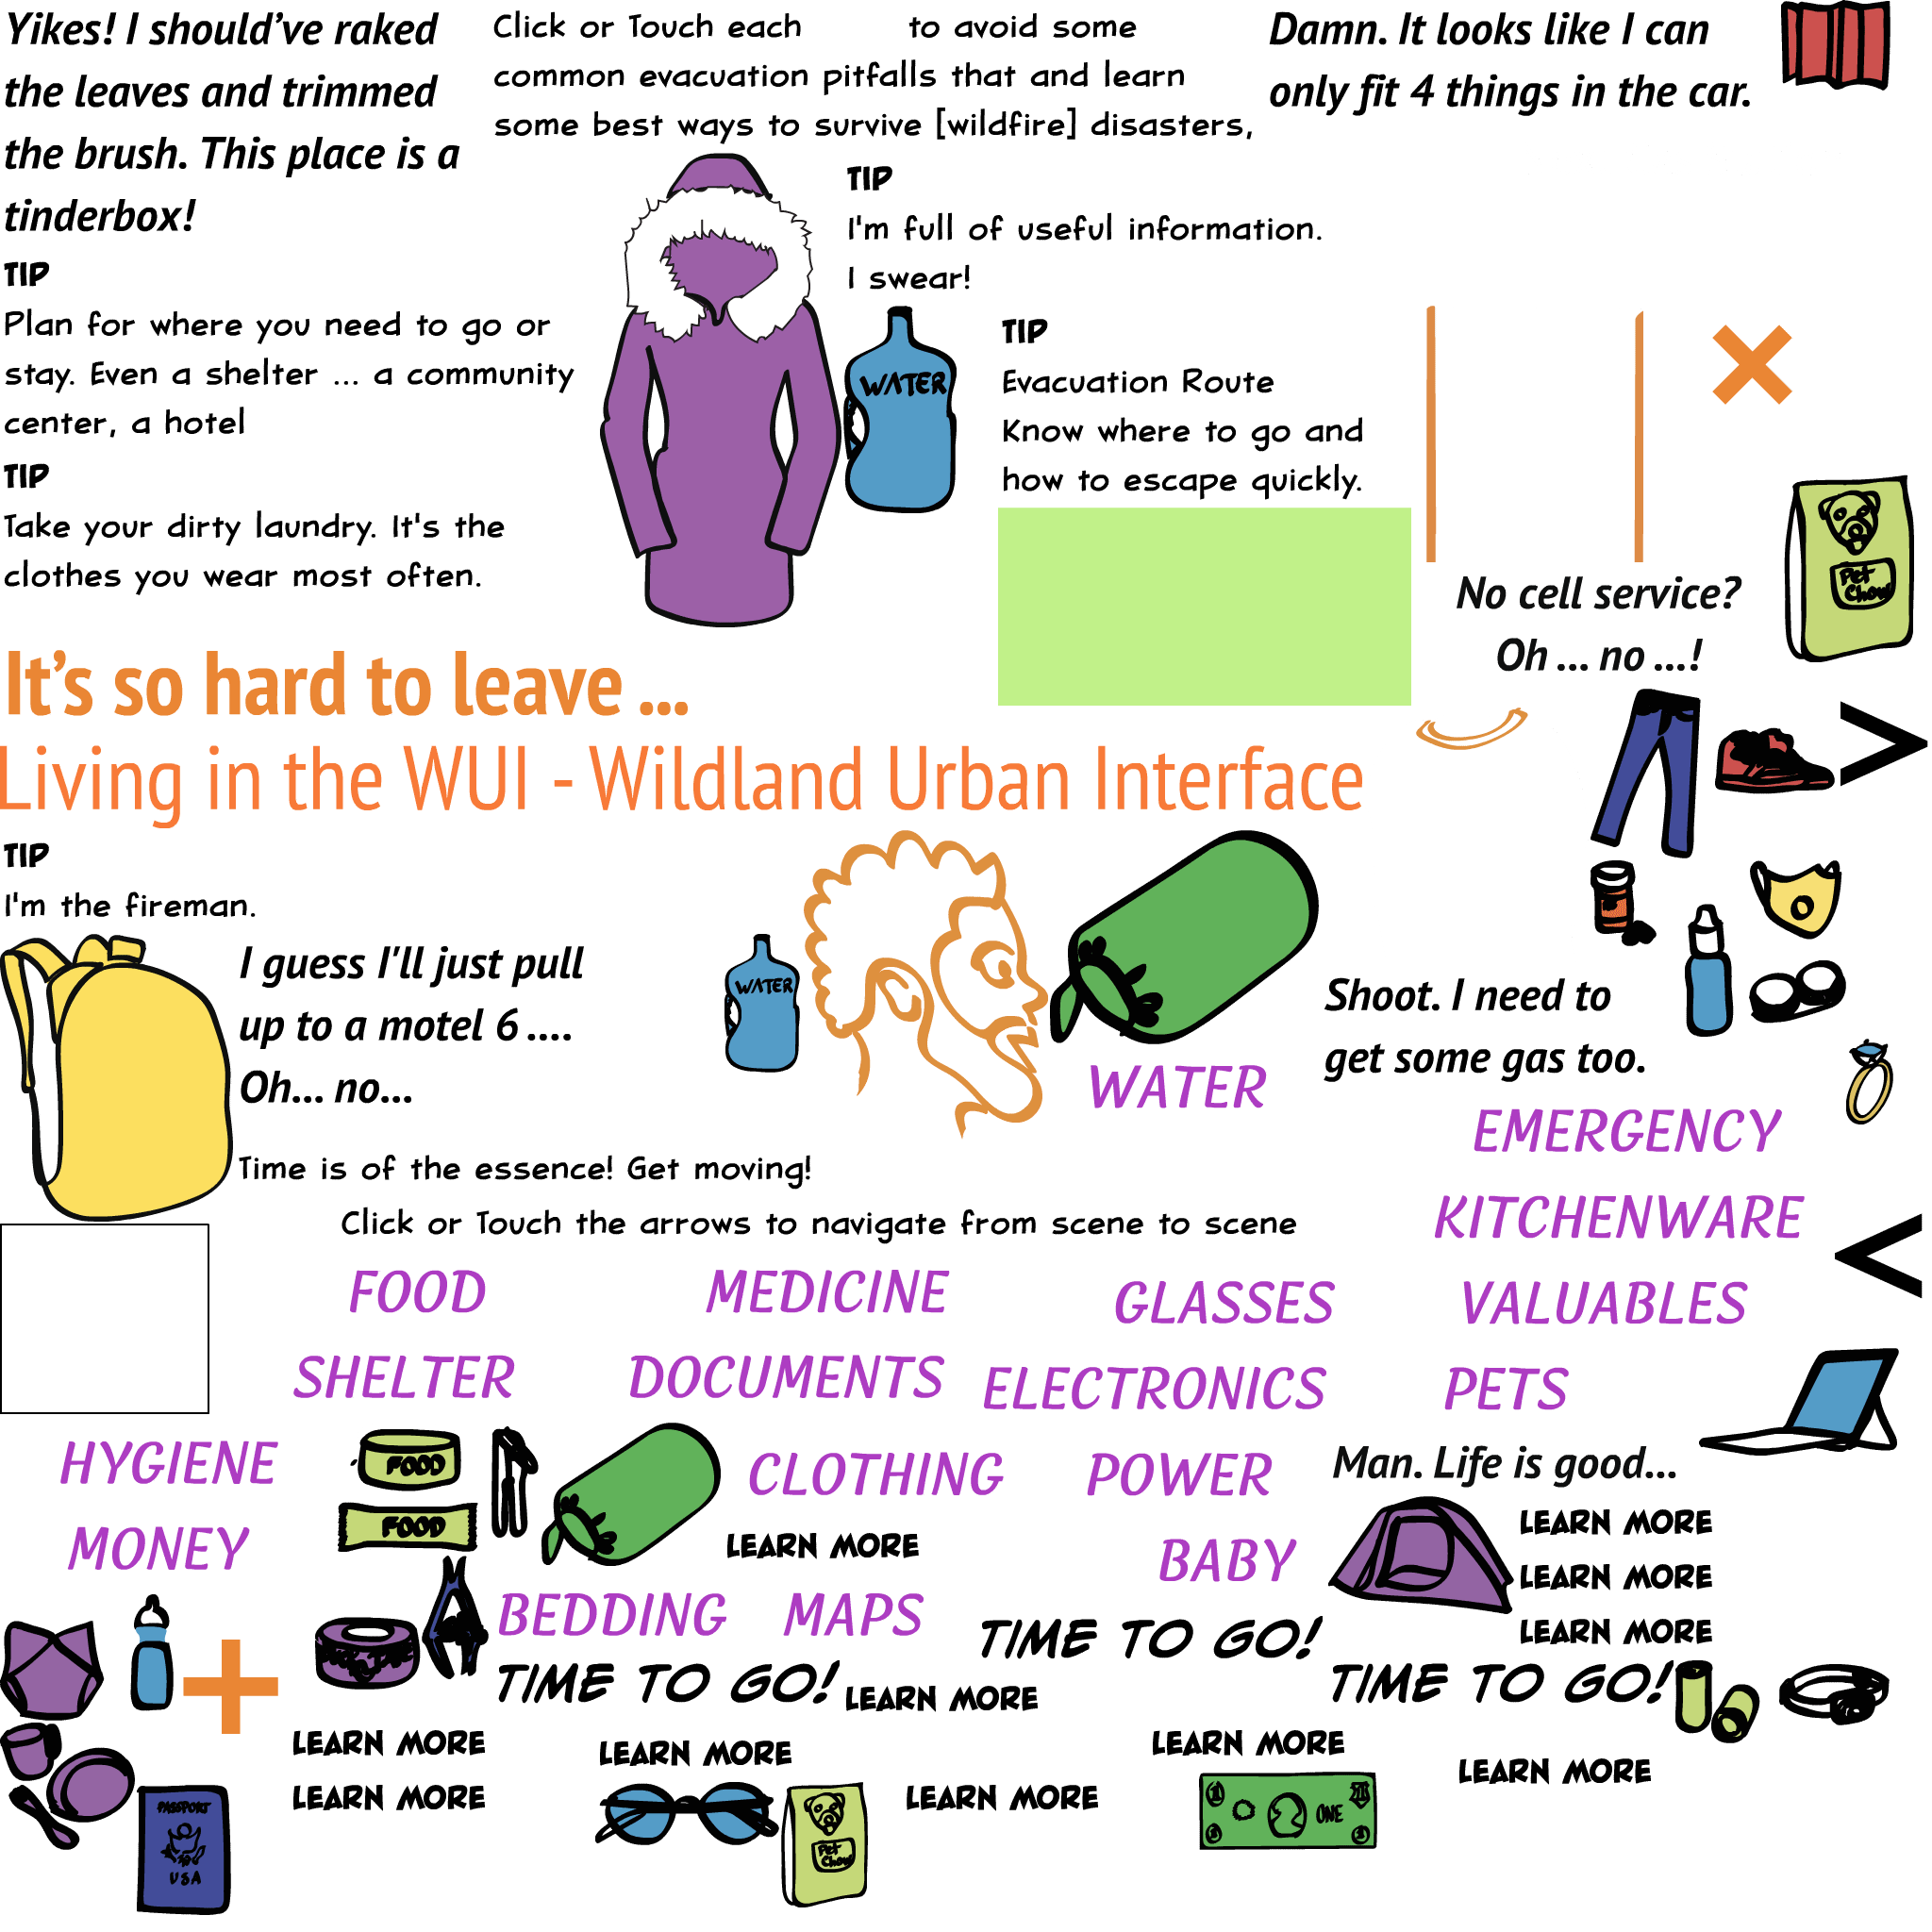 Yikes! I should've raked
the leaves and trimmed
the brush. This place is a
tinderbox!
Click or Touch each to avoid some
common evacuation pitfalls that and learn
some best ways to survive [wildfire] disasters,
Damn. It looks like I can
only fit 4 things in the car.
TIP
I'm full of useful information.
I swear!
TIP
Plan for where you need to go or
stay. Even a shelter ... a community
center, a hotel
TIP
Take your dirty laundry. It's the
clothes you wear most often.
WATER
TIP
Evacuation Route
Know where to go and
how to escape quickly.
No cell service?
Oh ... no ...!
Pet
Chow
It's so hard to leave ...
Living in the WUI - Wildland Urban Interface
>
TIP
I'm the fireman.
I guess I'll just pull
up to a motel 6 ....
Oh... no...
WATER
WATER
Shoot. I need to
get some gas too.
Time is of the essence! Get moving!
Click or Touch the arrows to navigate from scene to scene
EMERGENCY
KITCHENWARE
<
FOOD
MEDICINE
GLASSES
VALUABLES
SHELTER
DOCUMENTS
ELECTRONICS
PETS
HYGIENE
FOOD
FOOD
CLOTHING
POWER
Man. Life is good...
MONEY
LEARN MORE
BABY
LEARN MORE
LEARN MORE
LEARN MORE
BEDDING
MAPS
TIME TO GO!
TIME TO GO!
TIME TO GO!
LEARN MORE
LEARN MORE
LEARN MORE
LEARN MORE
LEARN MORE
LEARN MORE
LEARN MORE
PASSPORT
USA
Pet
Chow
1
ONE